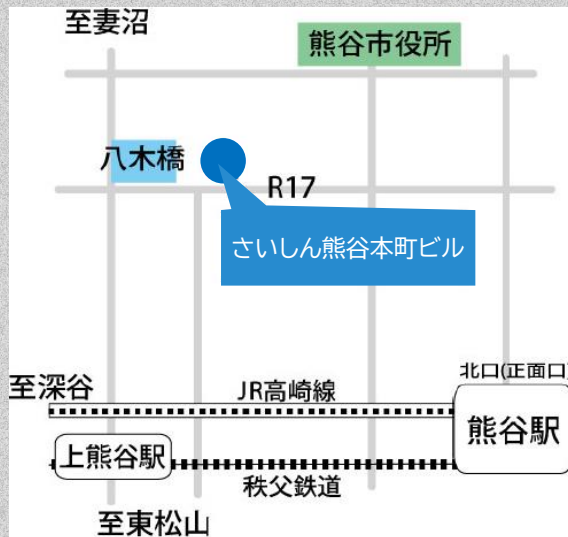 至妻沼
熊谷市役所
八木橋
R17
さいしん熊谷本町ビル
北口(正面口)
至深谷
JR高崎線
熊谷駅
上熊谷駅
秩父鉄道
至東松山